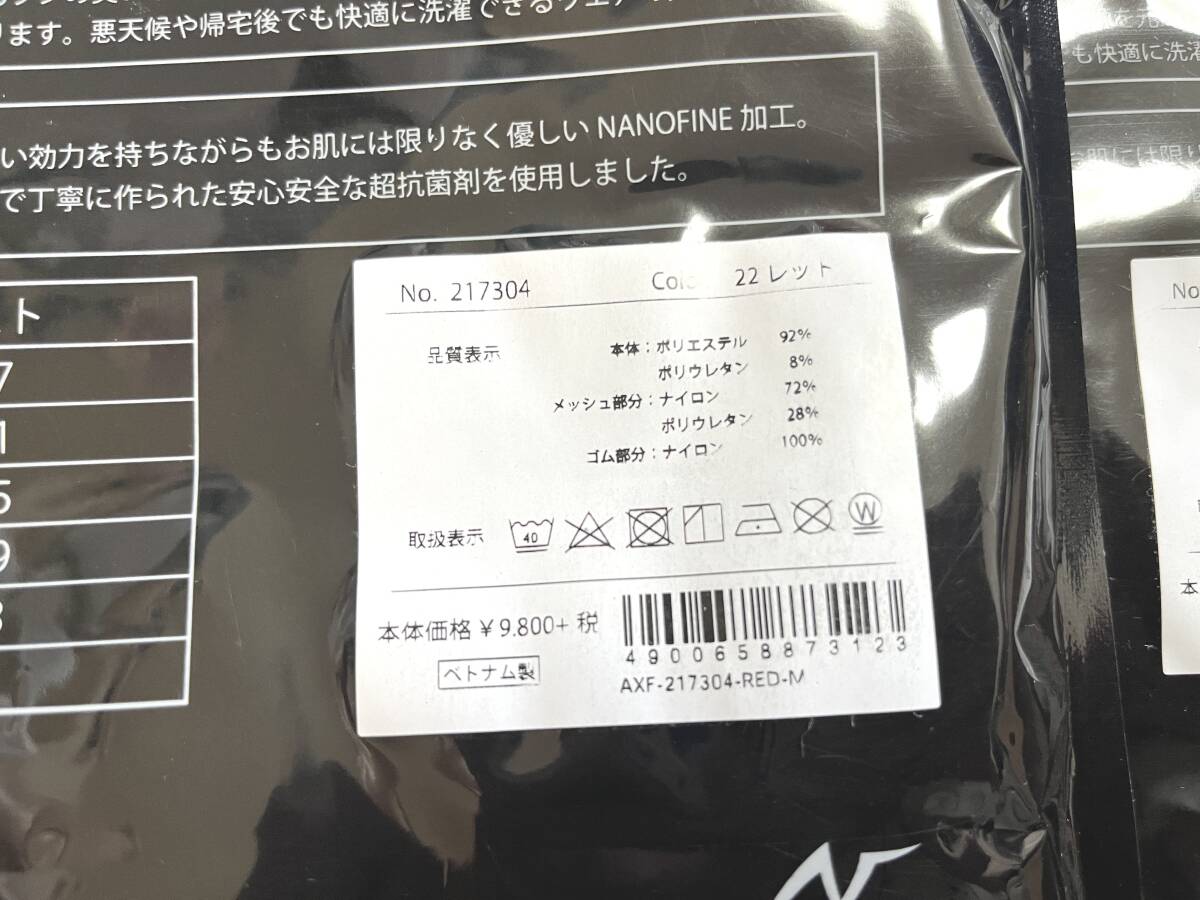 ります。悪天候や帰宅後でも快適に洗濯できるウェア
い効力を持ちながらもお肌には限りなく優しい NANOFINE 加工。
で丁寧に作られた安心安全な超抗菌剤を使用しました。
ト
7
1
5
9
3
No. 217304 22 レット
品質表示 本体：ポリエステル 92%
ポリウレタン 8%
メッシュ部分：ナイロン 72%
ポリウレタン 28%
ゴム部分：ナイロン 100%
取扱表示 40 W
本体価格 ¥ 9.800+ 税
ベトナム製
4900658873123
AXF-217304-RED-M
も快適に洗濯
肌には限り
No
本